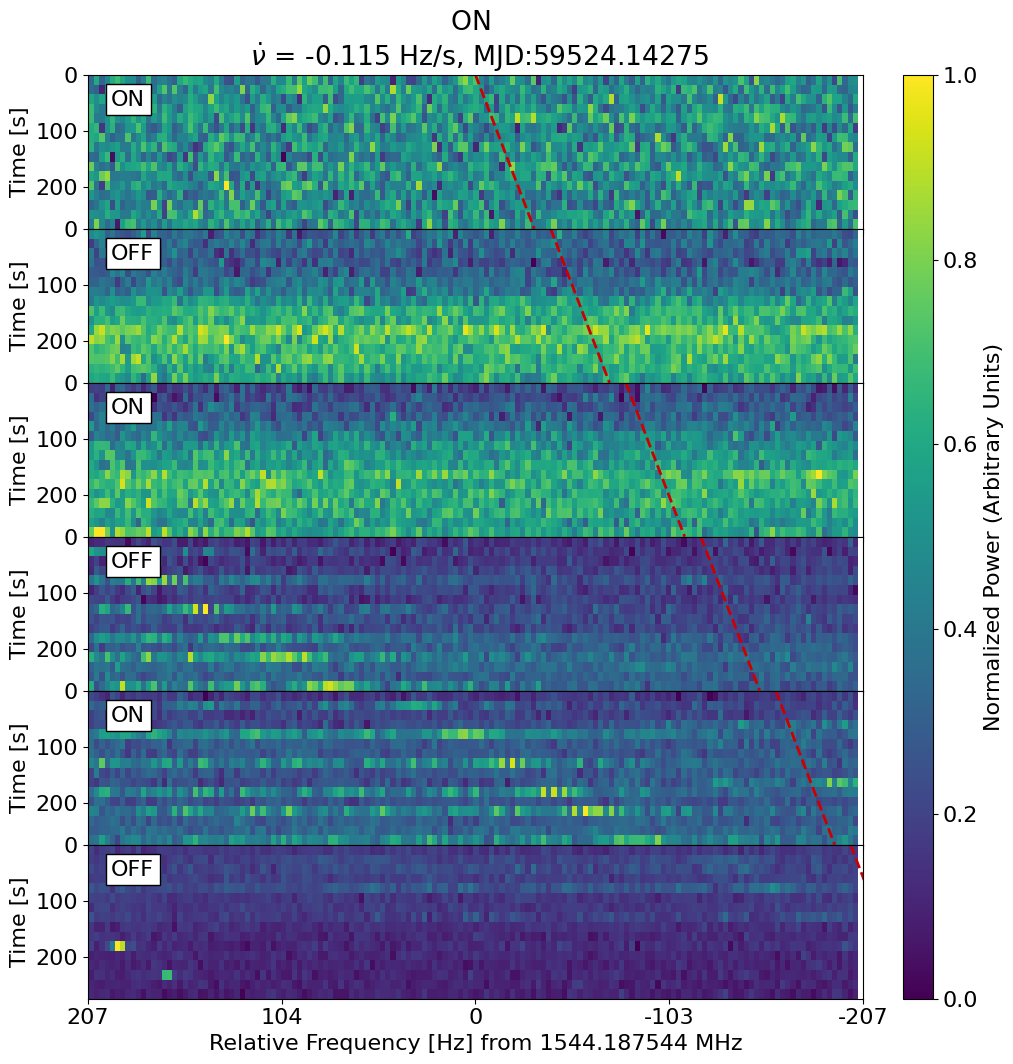 ON
ν̇ = -0.115 Hz/s, MJD:59524.14275
ON
OFF
ON
OFF
ON
OFF
Time [s]
0
100
200
Time [s]
0
100
200
Time [s]
0
100
200
Time [s]
0
100
200
Time [s]
0
100
200
Time [s]
0
100
200
207
104
0
-103
-207
Relative Frequency [Hz] from 1544.187544 MHz
1.0
0.8
0.6
0.4
0.2
0.0
Normalized Power (Arbitrary Units)